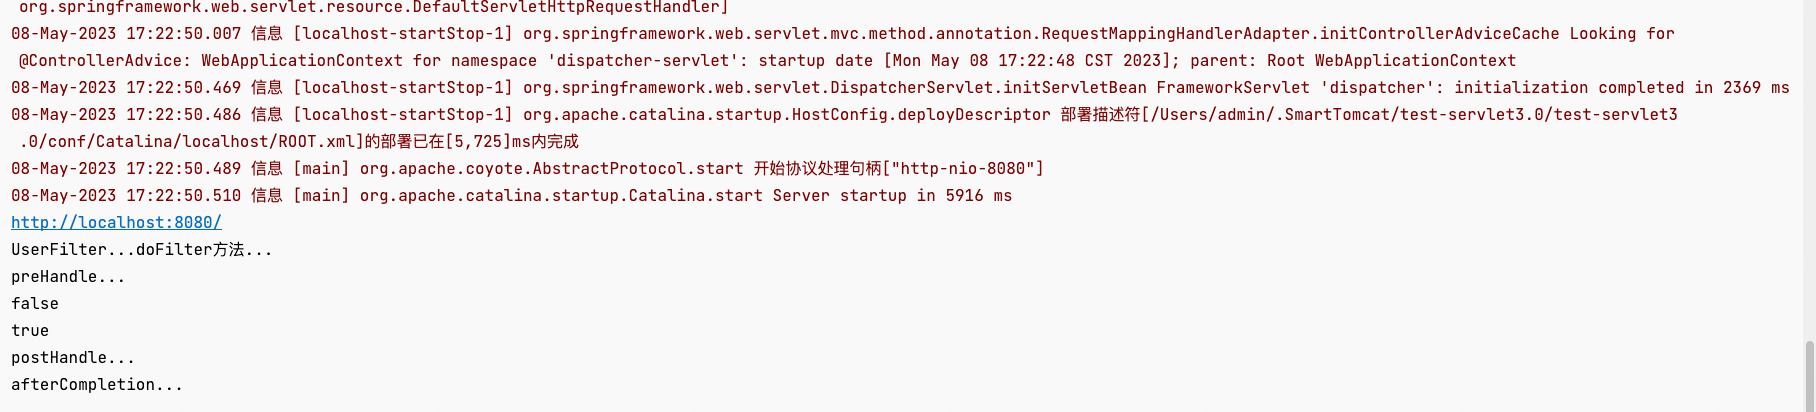 org.springframework.web.servlet.resource.DefaultServletHttpRequestHandler]
08-May-2023 17:22:50.007 信息 [localhost-startStop-1] org.springframework.web.servlet.mvc.method.annotation.RequestMappingHandlerAdapter.initControllerAdviceCache Looking for
@ControllerAdvice: WebApplicationContext for namespace 'dispatcher-servlet': startup date [Mon May 08 17:22:48 CST 2023]; parent: Root WebApplicationContext
08-May-2023 17:22:50.469 信息 [localhost-startStop-1] org.springframework.web.servlet.DispatcherServlet.initServletBean FrameworkServlet 'dispatcher': initialization completed in 2369 ms
08-May-2023 17:22:50.486 信息 [localhost-startStop-1] org.apache.catalina.startup.HostConfig.deployDescriptor 部署描述符[/Users/admin/.SmartTomcat/test-servlet3.0/test-servlet3
.0/conf/Catalina/localhost/ROOT.xml]的部署已在[5,725]ms内完成
08-May-2023 17:22:50.489 信息 [main] org.apache.coyote.AbstractProtocol.start 开始协议处理句柄["http-nio-8080"]
08-May-2023 17:22:50.510 信息 [main] org.apache.catalina.startup.Catalina.start Server startup in 5916 ms
http://localhost:8080/
UserFilter...doFilter方法...
preHandle...
false
true
postHandle...
afterCompletion...